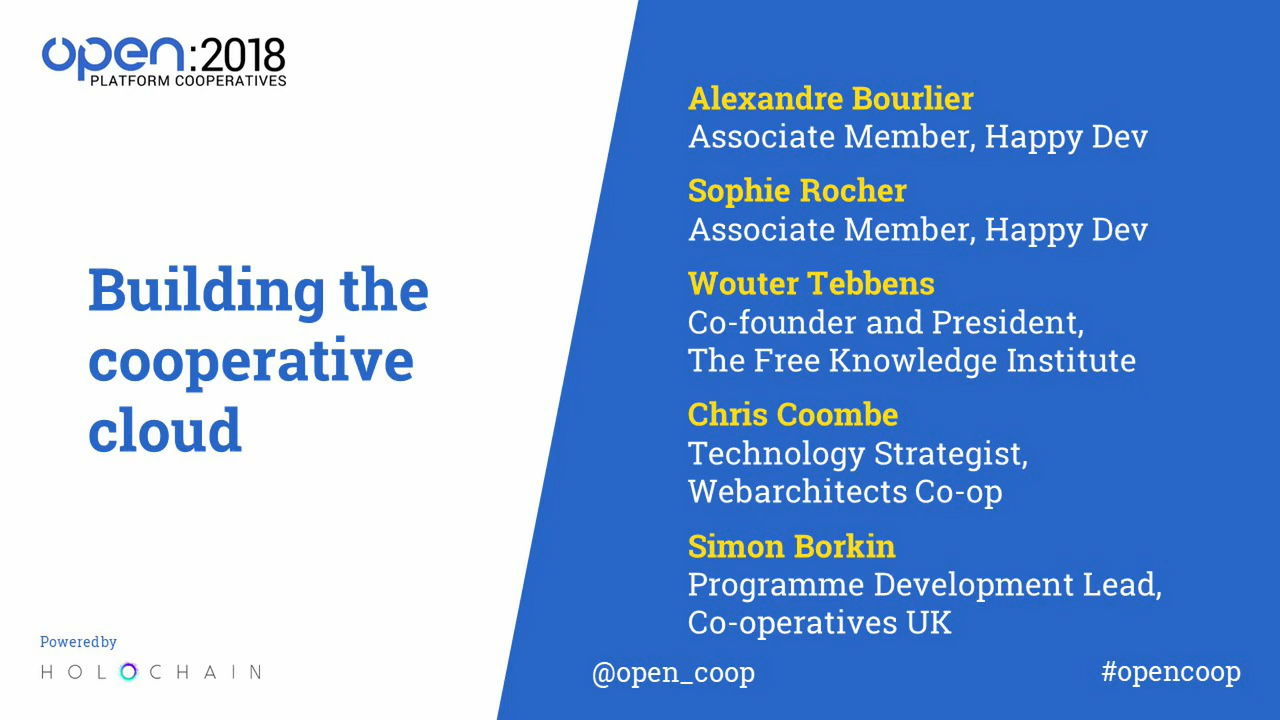 open:2018
PLATFORM COOPERATIVES
Building the
cooperative
cloud
Poweredby
HOLOCHAIN
Alexandre Bourlier
Associate Member, Happy Dev
Sophie Rocher
Associate Member, Happy Dev
Wouter Tebbens
Co-founder and President,
The Free Knowledge Institute
Chris Coombe
Technology Strategist,
Webarchitects Co-op
Simon Borkin
Programme Development Lead,
Co-operatives UK
@open_coop
#opencoop